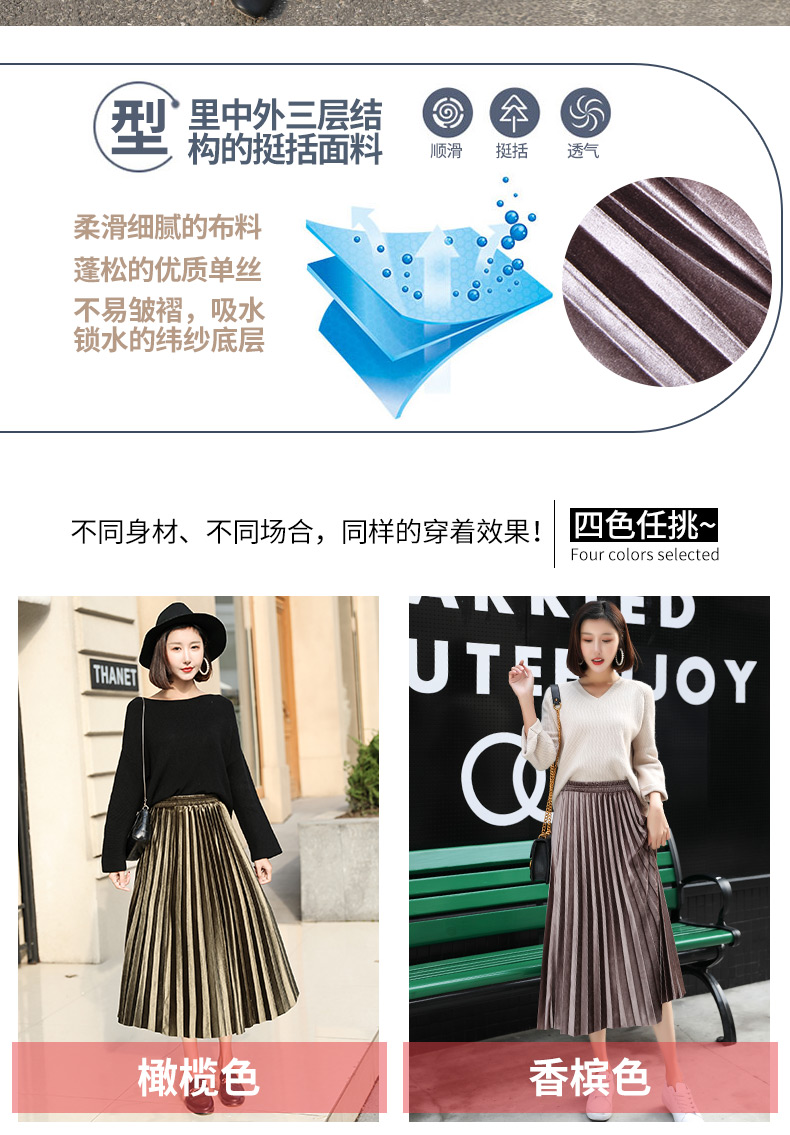 型
里中外三层结
构的挺括面料
顺滑
挺括
透气
柔滑细腻的布料
蓬松的优质单丝
不易皱褶，吸水
锁水的纬纱底层
不同身材、不同场合，同样的穿着效果！
四色任挑~
Four colors selected
THANET
UTE JOY
橄榄色
香槟色